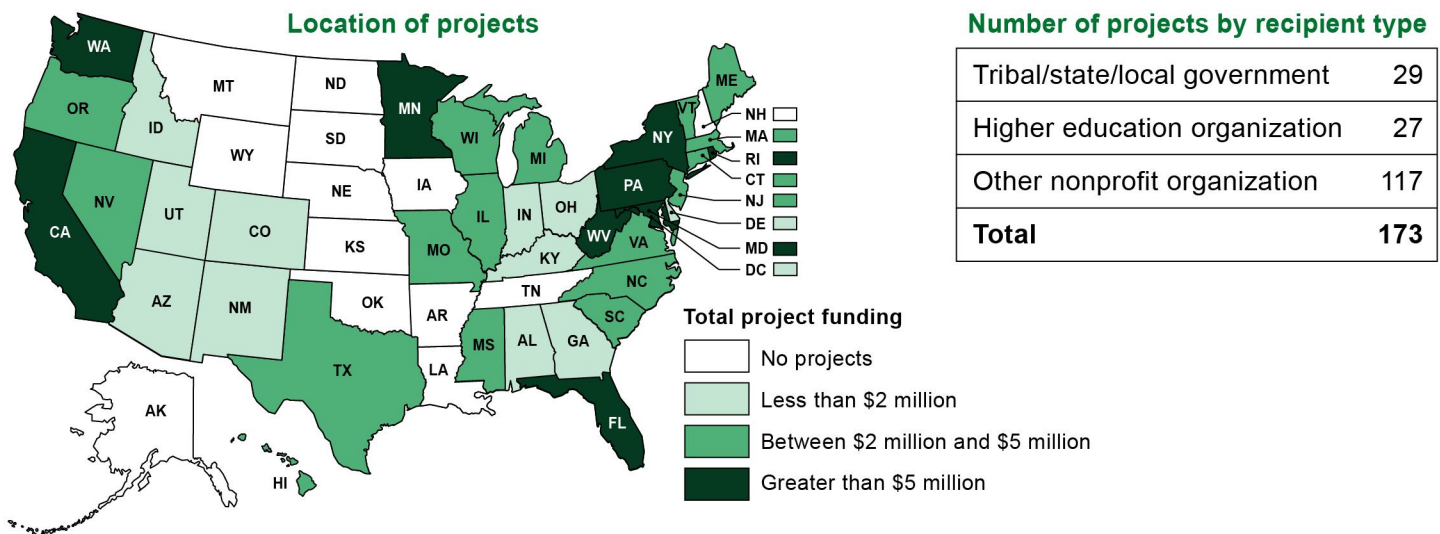 Location of projects
WA
MT
ND
MN
OR
ID
WY
SD
WI
MI
NY
VT
ME
NH
MA
RI
CT
NJ
DE
MD
DC
CA
NV
UT
CO
NE
IA
IL
IN
OH
PA
WV
VA
KS
MO
KY
NC
TN
SC
AZ
NM
OK
AR
MS
AL
GA
TX
LA
FL
AK
HI
Total project funding
No projects
Less than $2 million
Between $2 million and $5 million
Greater than $5 million
Number of projects by recipient type
Tribal/state/local government 29
Higher education organization 27
Other nonprofit organization 117
Total 173